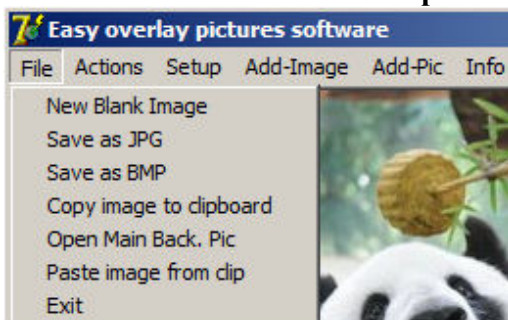 Easy overlay pictures software
File Actions Setup Add-Image Add-Pic Info
New Blank Image
Save as JPG
Save as BMP
Copy image to clipboard
Open Main Back. Pic
Paste image from clip
Exit